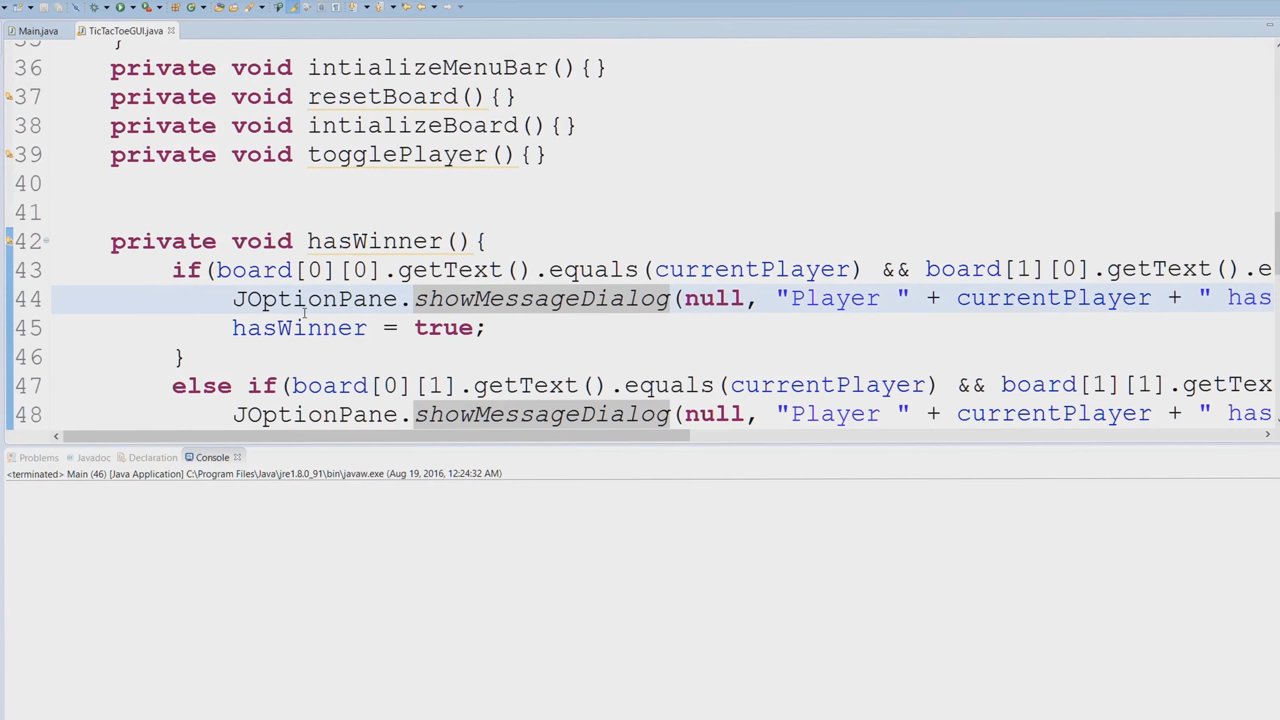 Main.java TicTacToeGUI.java
36 private void intializeMenuBar(){}
37 private void resetBoard(){}
38 private void intializeBoard(){}
39 private void togglePlayer(){}
40
41
42 private void hasWinner(){
43 if(board[0][0].getText().equals(currentPlayer) && board[1][0].getText().e
44 JOptionPane.showMessageDialog(null, "Player " + currentPlayer + " has
45 hasWinner = true;
46 }
47 else if(board[0][1].getText().equals(currentPlayer) && board[1][1].getTex
48 JOptionPane.showMessageDialog(null, "Player " + currentPlayer + " has
Problems Javadoc Declaration Console
<terminated> Main (46) [Java Application] C:\Program Files\Java\jre1.8.0_91\bin\javaw.exe (Aug 19, 2016, 12:24:32 AM)